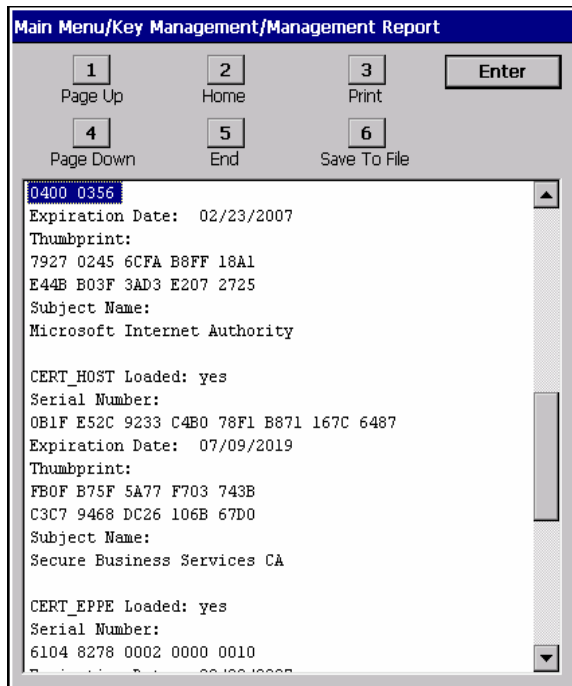 Main Menu/Key Management/Management Report
1 2 3 Enter
Page Up Home Print
4 5 6
Page Down End Save To File
0400 0356
Expiration Date: 02/23/2007
Thumbprint:
7927 0245 6CFA B8FF 18A1
E44B B03F 3AD3 E207 2725
Subject Name:
Microsoft Internet Authority
CERT_HOST Loaded: yes
Serial Number:
0B1F E52C 9233 C4B0 78F1 B871 167C 6487
Expiration Date: 07/09/2019
Thumbprint:
FB0F B75F 5A77 F703 743B
C3C7 9468 DC26 106B 67D0
Subject Name:
Secure Business Services CA
CERT_EPPE Loaded: yes
Serial Number:
6104 8278 0002 0000 0010